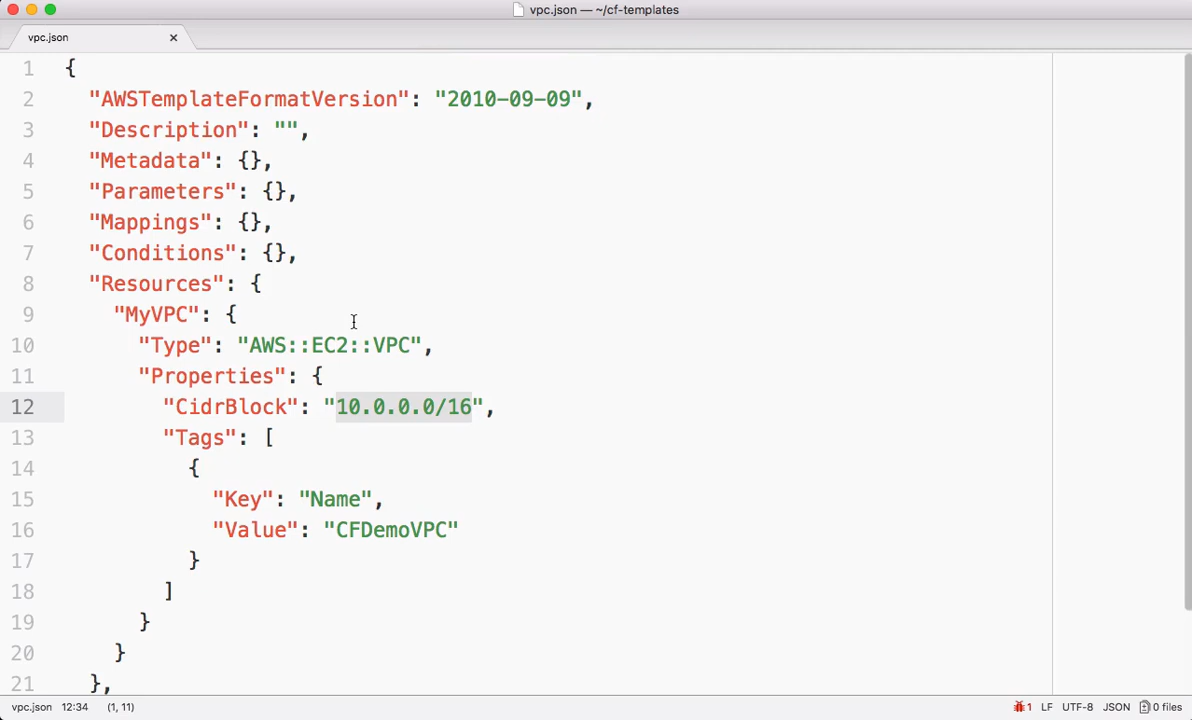 vpc.json — ~/cf-templates
vpc.json ×
1 {
2 "AWSTemplateFormatVersion": "2010-09-09",
3 "Description": "",
4 "Metadata": {},
5 "Parameters": {},
6 "Mappings": {},
7 "Conditions": {},
8 "Resources": {
9 "MyVPC": {
10 "Type": "AWS::EC2::VPC",
11 "Properties": {
12 "CidrBlock": "10.0.0.0/16",
13 "Tags": [
14 {
15 "Key": "Name",
16 "Value": "CFDemoVPC"
17 }
18 ]
19 }
20 }
21 },
vpc.json 12:34 (1, 11) 1 LF UTF-8 JSON 0 files